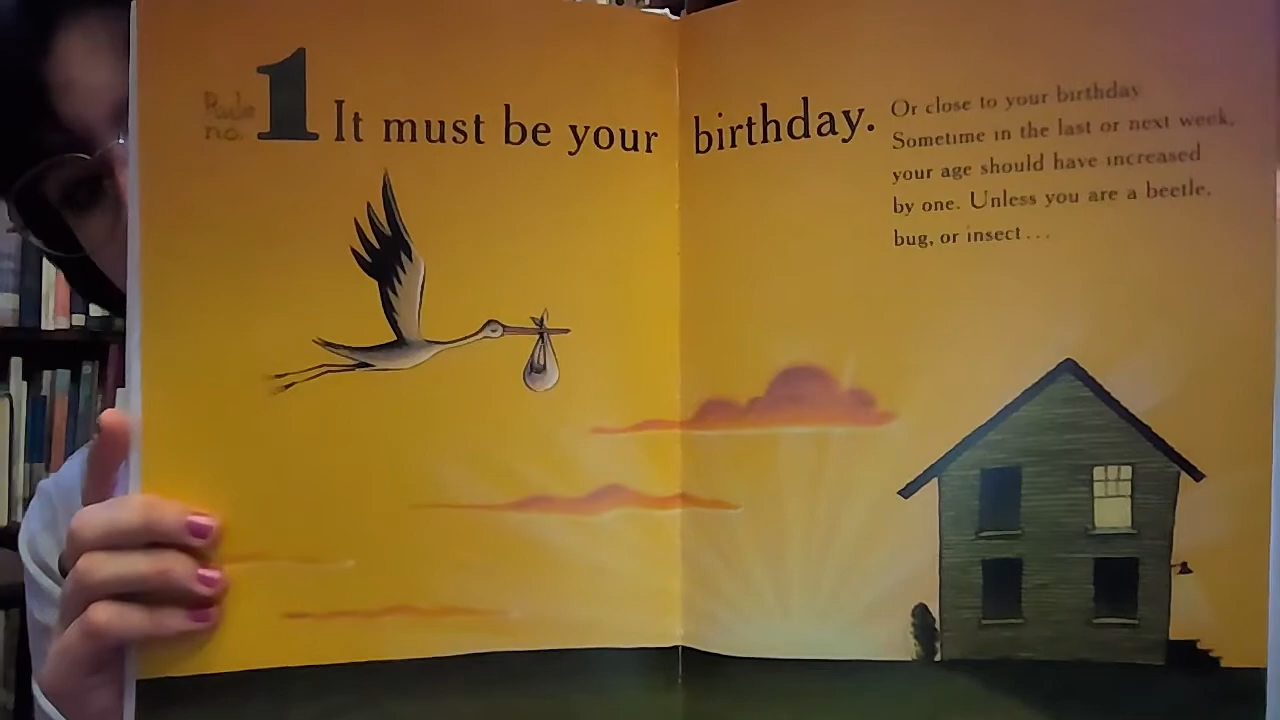 Rule no. 1 It must be your birthday.
Or close to your birthday
Sometime in the last or next week,
your age should have increased
by one. Unless you are a beetle,
bug, or insect...